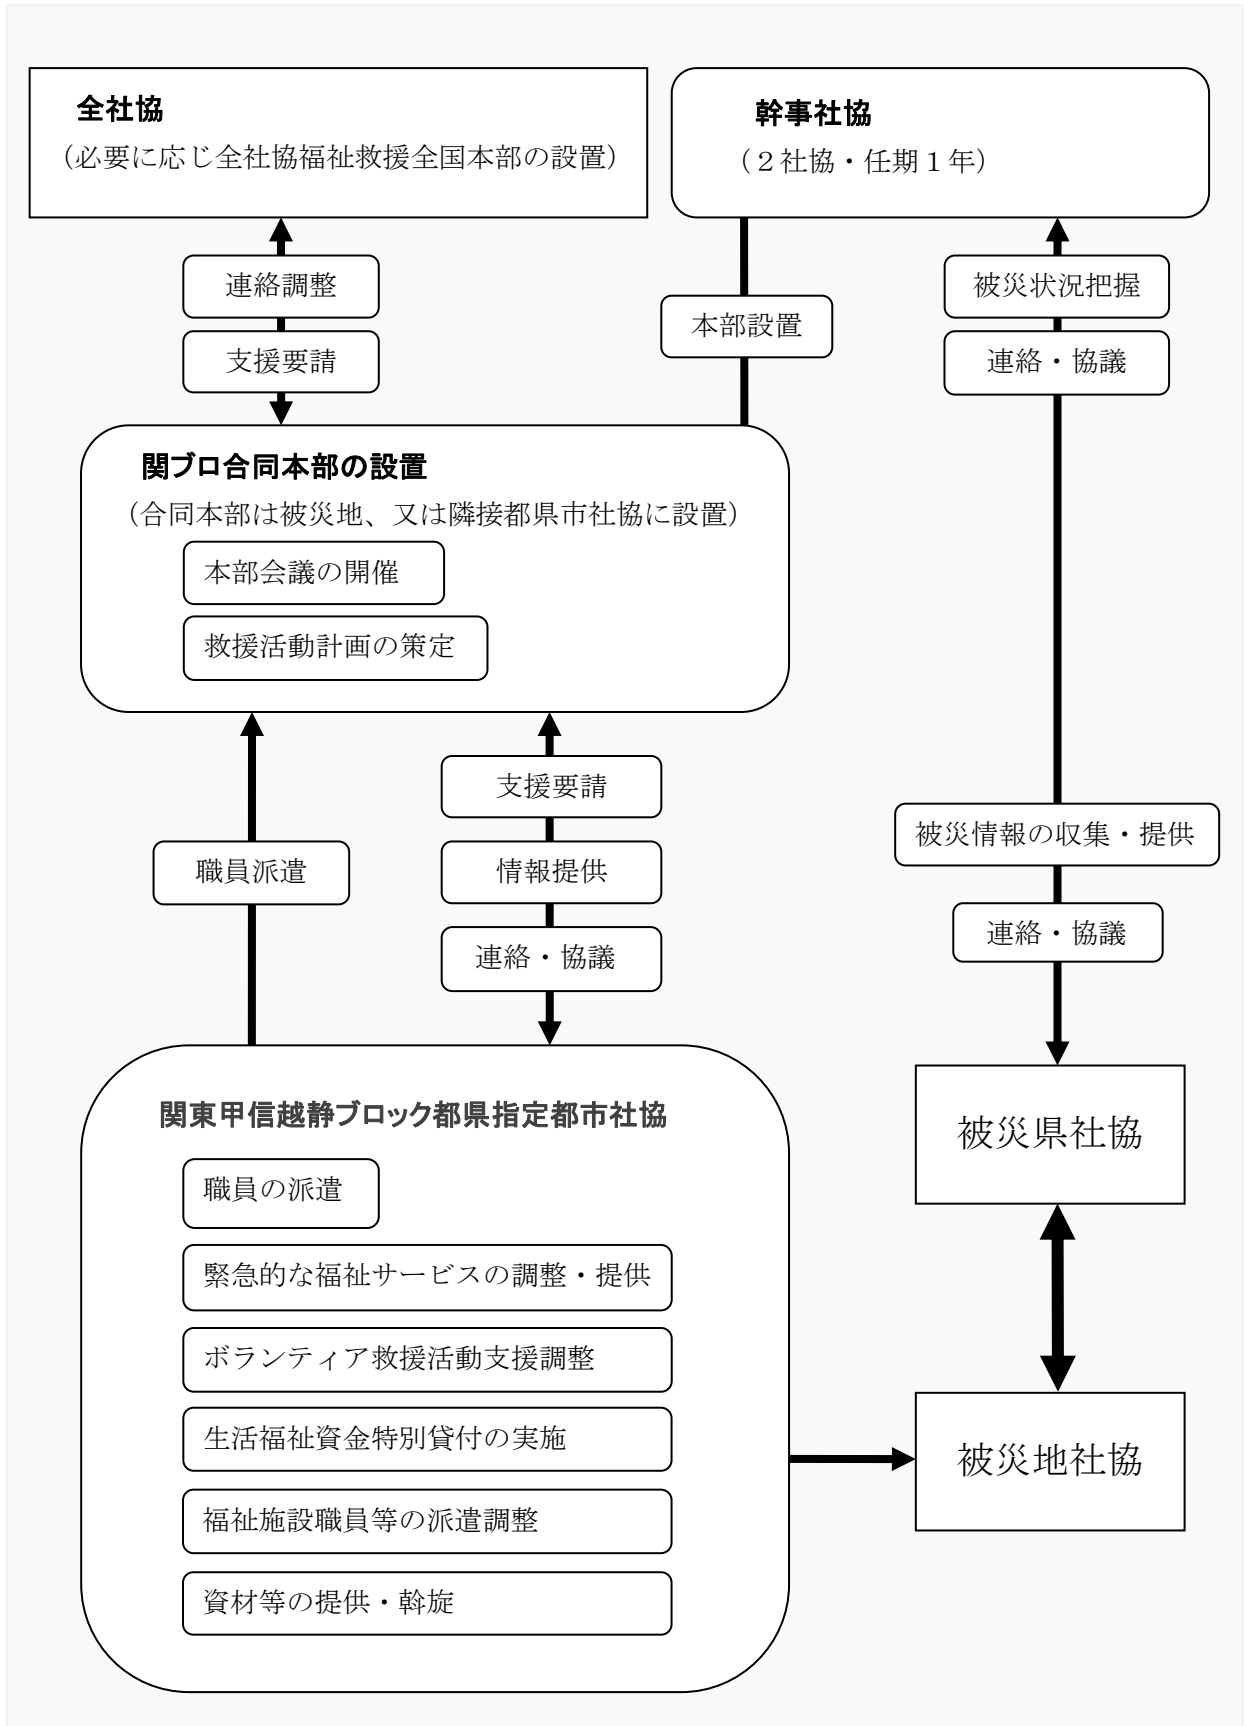 全社協
（必要に応じ全社協福祉救援全国本部の設置）
幹事社協
（２社協・任期１年）
連絡調整
支援要請
本部設置
被災状況把握
連絡・協議
関ブロ合同本部の設置
（合同本部は被災地、又は隣接都県市社協に設置）
本部会議の開催
救援活動計画の策定
職員派遣
支援要請
情報提供
連絡・協議
被災情報の収集・提供
連絡・協議
関東甲信越静ブロック都県指定都市社協
職員の派遣
緊急的な福祉サービスの調整・提供
ボランティア救援活動支援調整
生活福祉資金特別貸付の実施
福祉施設職員等の派遣調整
資材等の提供・斡旋
被災県社協
被災地社協